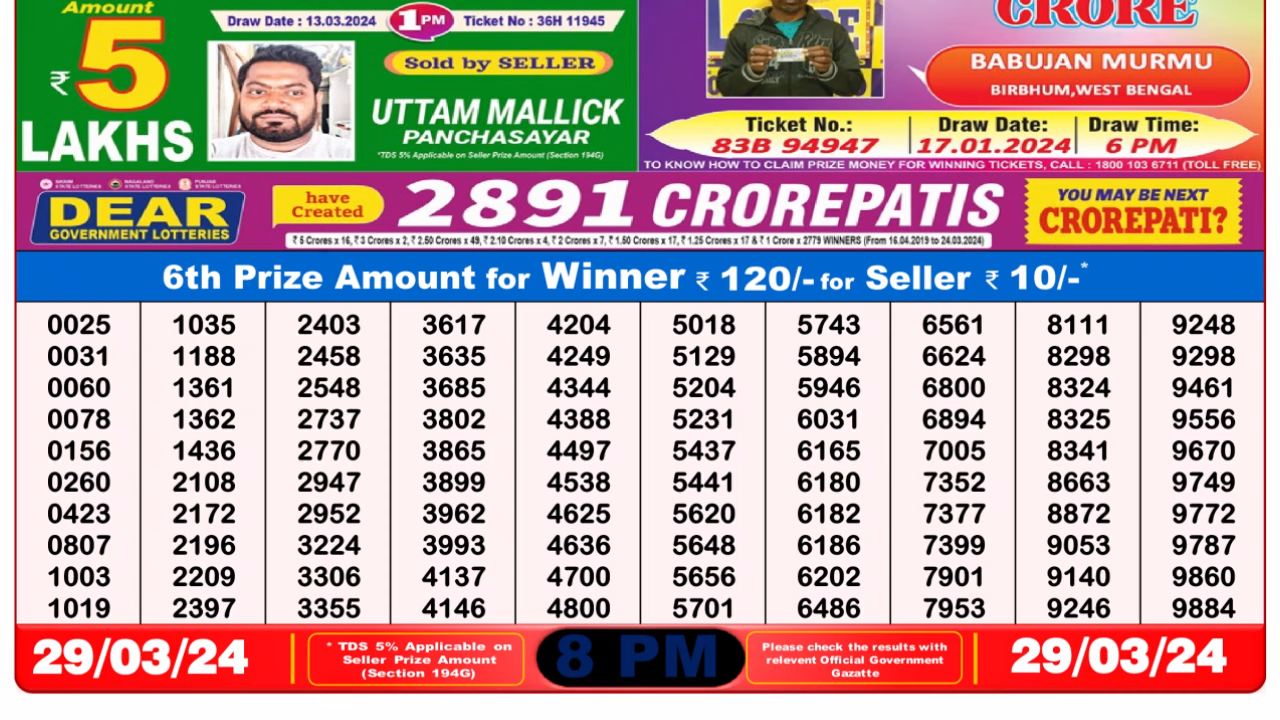 Amount
₹ 5
LAKHS
Draw Date : 13.03.2024 1 PM Ticket No : 36H 11945
Sold by SELLER
UTTAM MALLICK
PANCHASAYAR
*TDS 5% Applicable on Seller Prize Amount (Section 194G)
CRORE
BABUJAN MURMU
BIRBHUM,WEST BENGAL
Ticket No.: Draw Date: Draw Time:
83B 94947 17.01.2024 6 PM
TO KNOW HOW TO CLAIM PRIZE MONEY FOR WINNING TICKETS, CALL : 1800 103 6711 (TOLL FREE)
SIKKIM STATE LOTTERIES NAGALAND STATE LOTTERIES PUNJAB STATE LOTTERIES
DEAR
GOVERNMENT LOTTERIES
have
Created
2891 CROREPATIS
₹ 5 Crores x 16, ₹ 3 Crores x 2, ₹ 2.50 Crores x 49, ₹ 2.10 Crores x 4, ₹ 2 Crores x 7, ₹ 1.50 Crores x 17, ₹ 1.25 Crores x 17 & ₹ 1 Crore x 2779 WINNERS (From 16.04.2019 to 24.03.2024)
YOU MAY BE NEXT
CROREPATI?
6th Prize Amount for Winner ₹ 120/- for Seller ₹ 10/-*
0025 1035 2403 3617 4204 5018 5743 6561 8111 9248
0031 1188 2458 3635 4249 5129 5894 6624 8298 9298
0060 1361 2548 3685 4344 5204 5946 6800 8324 9461
0078 1362 2737 3802 4388 5231 6031 6894 8325 9556
0156 1436 2770 3865 4497 5437 6165 7005 8341 9670
0260 2108 2947 3899 4538 5441 6180 7352 8663 9749
0423 2172 2952 3962 4625 5620 6182 7377 8872 9772
0807 2196 3224 3993 4636 5648 6186 7399 9053 9787
1003 2209 3306 4137 4700 5656 6202 7901 9140 9860
1019 2397 3355 4146 4800 5701 6486 7953 9246 9884
29/03/24
* TDS 5% Applicable on
Seller Prize Amount
(Section 194G)
8 PM
Please check the results with
relevent Official Government
Gazatte
29/03/24